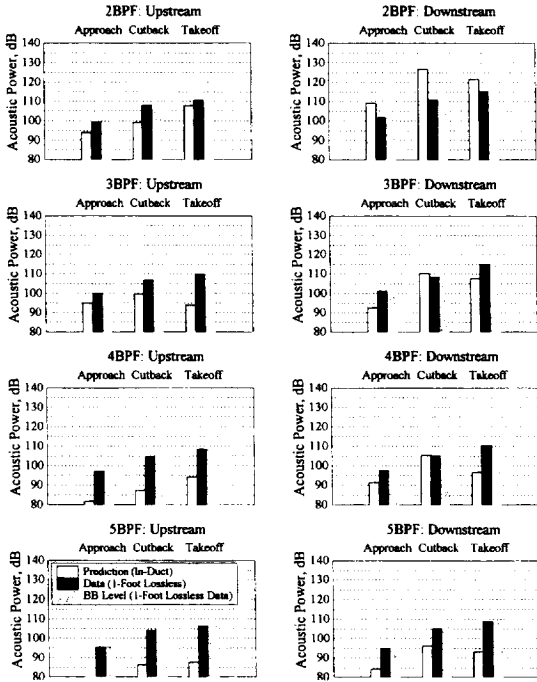 2BPF: Upstream
Approach Cutback Takeoff
Acoustic Power, dB
140
130
120
110
100
90
80
2BPF: Downstream
Approach Cutback Takeoff
Acoustic Power, dB
140
130
120
110
100
90
80
3BPF: Upstream
Approach Cutback Takeoff
Acoustic Power, dB
140
130
120
110
100
90
80
3BPF: Downstream
Approach Cutback Takeoff
Acoustic Power, dB
140
130
120
110
100
90
80
4BPF: Upstream
Approach Cutback Takeoff
Acoustic Power, dB
140
130
120
110
100
90
80
4BPF: Downstream
Approach Cutback Takeoff
Acoustic Power, dB
140
130
120
110
100
90
80
5BPF: Upstream
Approach Cutback Takeoff
Acoustic Power, dB
140
130
120
110
100
90
80
Prediction (In-Duct)
Data (1-Foot Lossless)
BB Level (1-Foot Lossless Data)
5BPF: Downstream
Approach Cutback Takeoff
Acoustic Power, dB
140
130
120
110
100
90
80